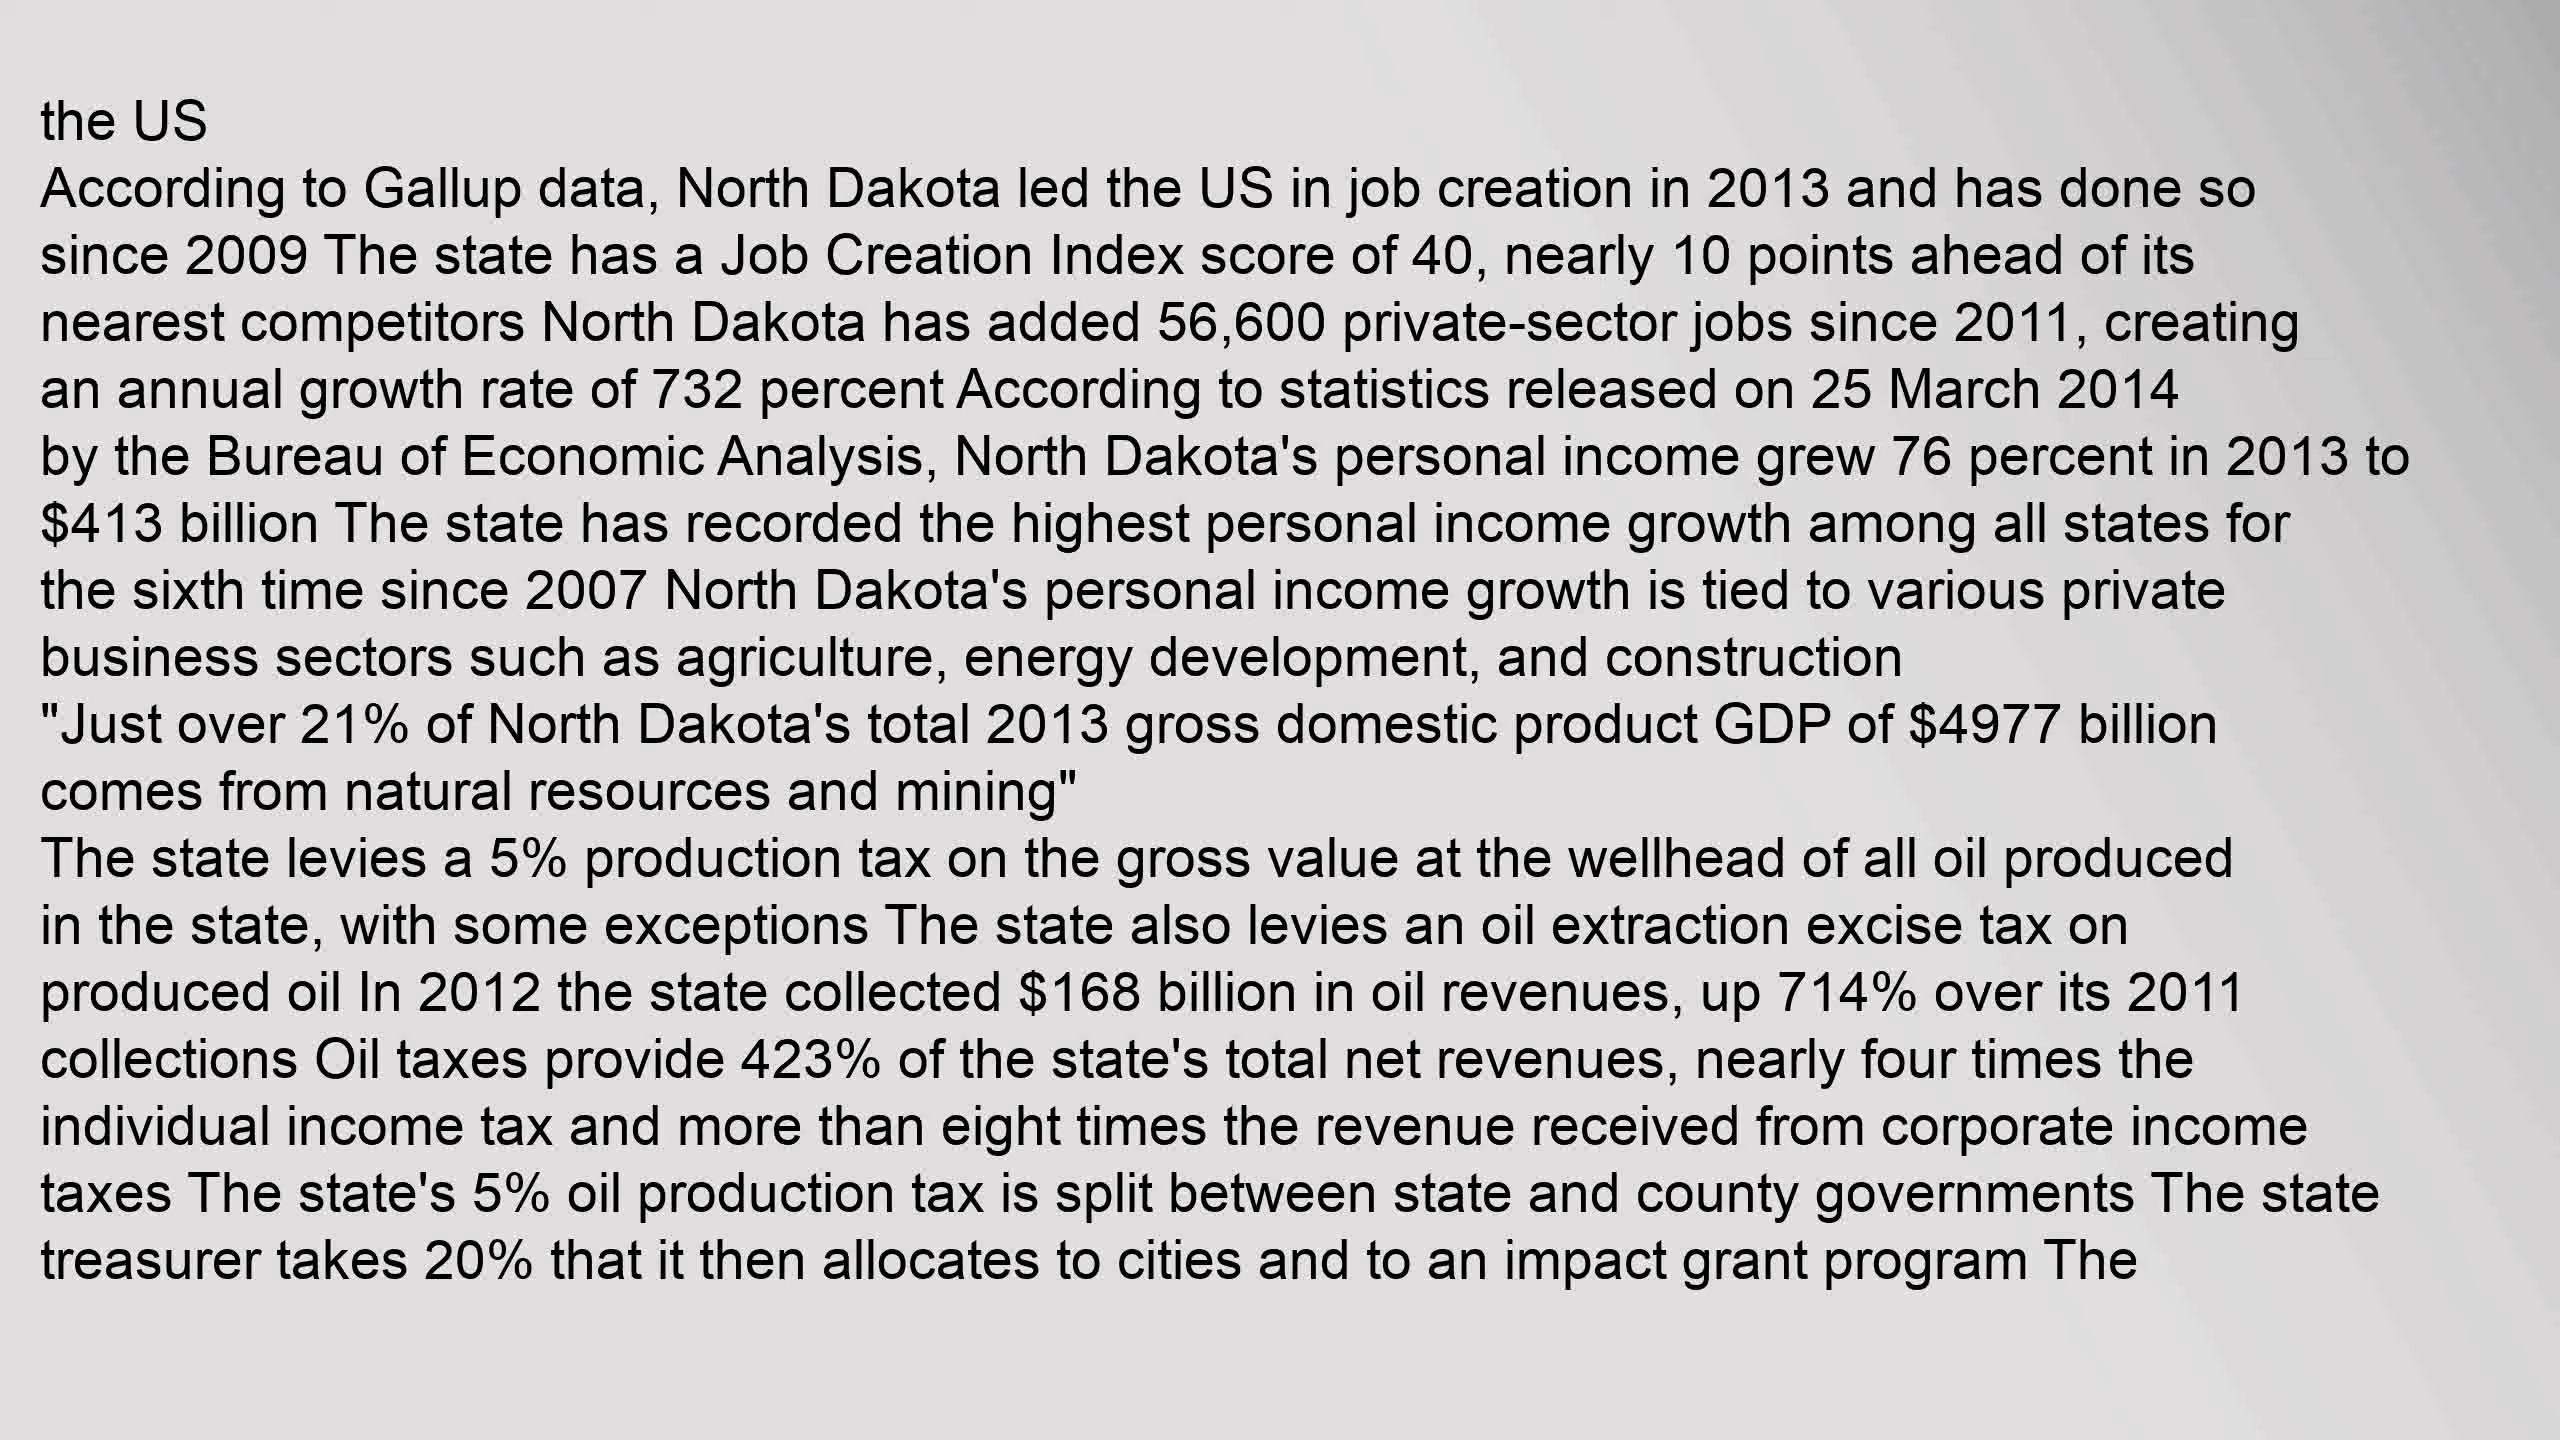 the US
According to Gallup data, North Dakota led the US in job creation in 2013 and has done so
since 2009 The state has a Job Creation Index score of 40, nearly 10 points ahead of its
nearest competitors North Dakota has added 56,600 private-sector jobs since 2011, creating
an annual growth rate of 732 percent According to statistics released on 25 March 2014
by the Bureau of Economic Analysis, North Dakota's personal income grew 76 percent in 2013 to
$413 billion The state has recorded the highest personal income growth among all states for
the sixth time since 2007 North Dakota's personal income growth is tied to various private
business sectors such as agriculture, energy development, and construction
"Just over 21% of North Dakota's total 2013 gross domestic product GDP of $4977 billion
comes from natural resources and mining"
The state levies a 5% production tax on the gross value at the wellhead of all oil produced
in the state, with some exceptions The state also levies an oil extraction excise tax on
produced oil In 2012 the state collected $168 billion in oil revenues, up 714% over its 2011
collections Oil taxes provide 423% of the state's total net revenues, nearly four times the
individual income tax and more than eight times the revenue received from corporate income
taxes The state's 5% oil production tax is split between state and county governments The state
treasurer takes 20% that it then allocates to cities and to an impact grant program The